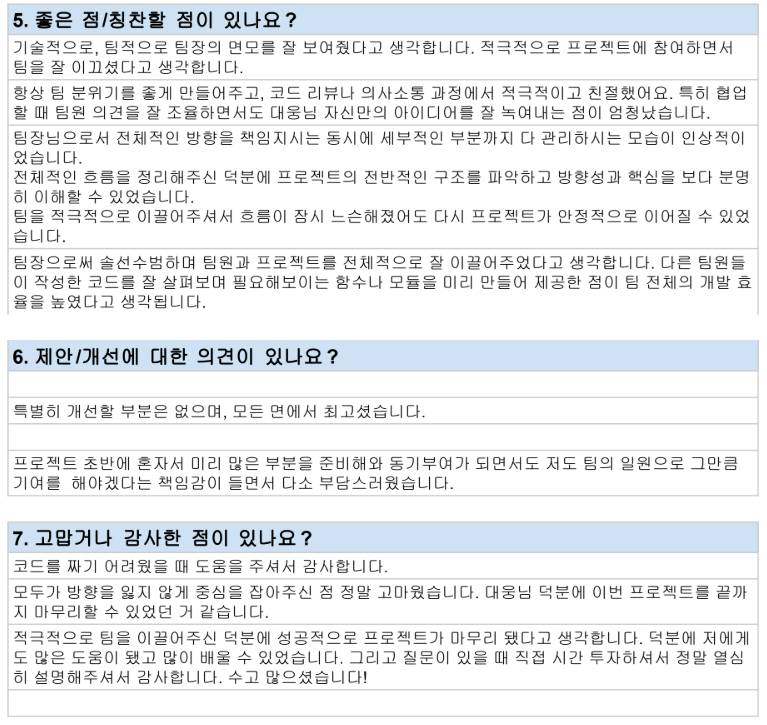 5. 좋은 점/칭찬할 점이 있나요?
기술적으로, 팀적으로 팀장의 면모를 잘 보여줬다고 생각합니다. 적극적으로 프로젝트에 참여하면서
팀을 잘 이끄셨다고 생각합니다.
항상 팀 분위기를 좋게 만들어주고, 코드 리뷰나 의사소통 과정에서 적극적이고 친절했어요. 특히 협업
할 때 팀원 의견을 잘 조율하면서도 대웅님 자신만의 아이디어를 잘 녹여내는 점이 엄청났습니다.
팀장님으로서 전체적인 방향을 책임지시는 동시에 세부적인 부분까지 다 관리하시는 모습이 인상적이
었습니다.
전체적인 흐름을 정리해주신 덕분에 프로젝트의 전반적인 구조를 파악하고 방향성과 핵심을 보다 분명
히 이해할 수 있었습니다.
팀을 적극적으로 이끌어주셔서 흐름이 잠시 느슨해졌어도 다시 프로젝트가 안정적으로 이어질 수 있었
습니다.
팀장으로써 솔선수범하며 팀원과 프로젝트를 전체적으로 잘 이끌어주었다고 생각합니다. 다른 팀원들
이 작성한 코드를 잘 살펴보며 필요해보이는 함수나 모듈을 미리 만들어 제공한 점이 팀 전체의 개발 효
율을 높였다고 생각됩니다.
6. 제안/개선에 대한 의견이 있나요?
특별히 개선할 부분은 없으며, 모든 면에서 최고셨습니다.
프로젝트 초반에 혼자서 미리 많은 부분을 준비해와 동기부여가 되면서도 저도 팀의 일원으로 그만큼
기여를 해야겠다는 책임감이 들면서 다소 부담스러웠습니다.
7. 고맙거나 감사한 점이 있나요?
코드를 짜기 어려웠을 때 도움을 주셔서 감사합니다.
모두가 방향을 잃지 않게 중심을 잡아주신 점 정말 고마웠습니다. 대웅님 덕분에 이번 프로젝트를 끝까
지 마무리할 수 있었던 거 같습니다.
적극적으로 팀을 이끌어주신 덕분에 성공적으로 프로젝트가 마무리 됐다고 생각합니다. 덕분에 저에게
도 많은 도움이 됐고 많이 배울 수 있었습니다. 그리고 질문이 있을 때 직접 시간 투자하셔서 정말 열심
히 설명해주셔서 감사합니다. 수고 많으셨습니다!